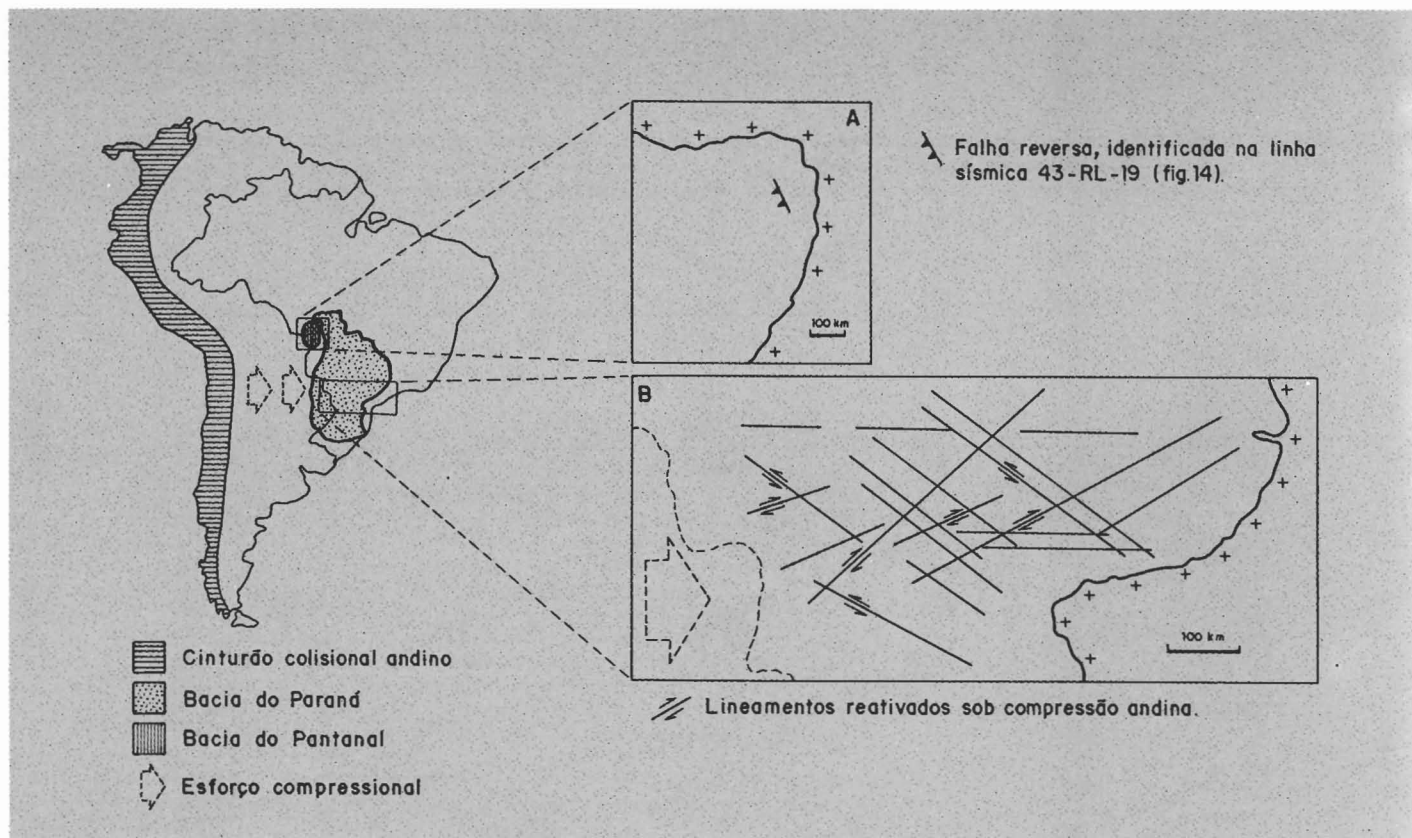 A
Falha reversa, identificada na linha
sísmica 43-RL-19 (fig.14).
100 km
B
100 km
Cinturão colisional andino
Bacia do Paraná
Bacia do Pantanal
Esforço compressional
Lineamentos reativados sob compressão andina.